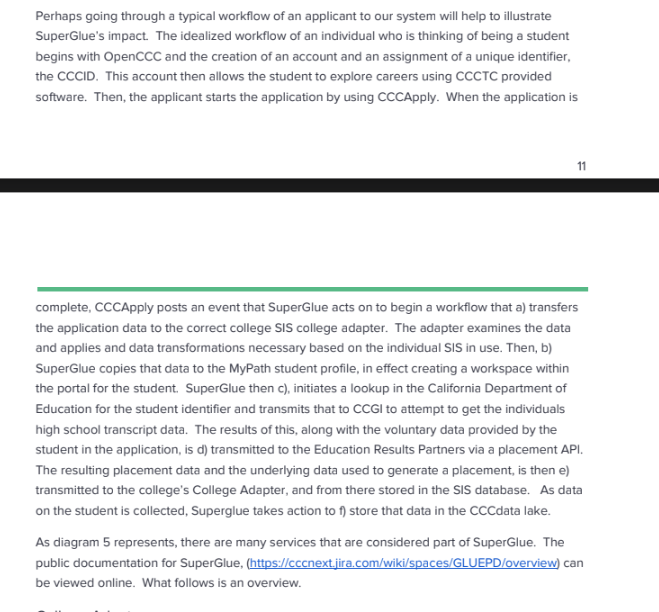 Perhaps going through a typical workflow of an applicant to our system will help to illustrate
SuperGlue's impact. The idealized workflow of an individual who is thinking of being a student
begins with OpenCCC and the creation of an account and an assignment of a unique identifier,
the CCCID. This account then allows the student to explore careers using CCCTC provided
software. Then, the applicant starts the application by using CCCApply. When the application is
11
complete, CCCApply posts an event that SuperGlue acts on to begin a workflow that a) transfers
the application data to the correct college SIS college adapter. The adapter examines the data
and applies and data transformations necessary based on the individual SIS in use. Then, b)
SuperGlue copies that data to the MyPath student profile, in effect creating a workspace within
the portal for the student. SuperGlue then c), initiates a lookup in the California Department of
Education for the student identifier and transmits that to CCGI to attempt to get the individuals
high school transcript data. The results of this, along with the voluntary data provided by the
student in the application, is d) transmitted to the Education Results Partners via a placement API.
The resulting placement data and the underlying data used to generate a placement, is then e)
transmitted to the college's College Adapter, and from there stored in the SIS database. As data
on the student is collected, Superglue takes action to f) store that data in the CCCdata lake.
As diagram 5 represents, there are many services that are considered part of SuperGlue. The
public documentation for SuperGlue, (https://cccnext.jira.com/wiki/spaces/GLUEPD/overview) can
be viewed online. What follows is an overview.